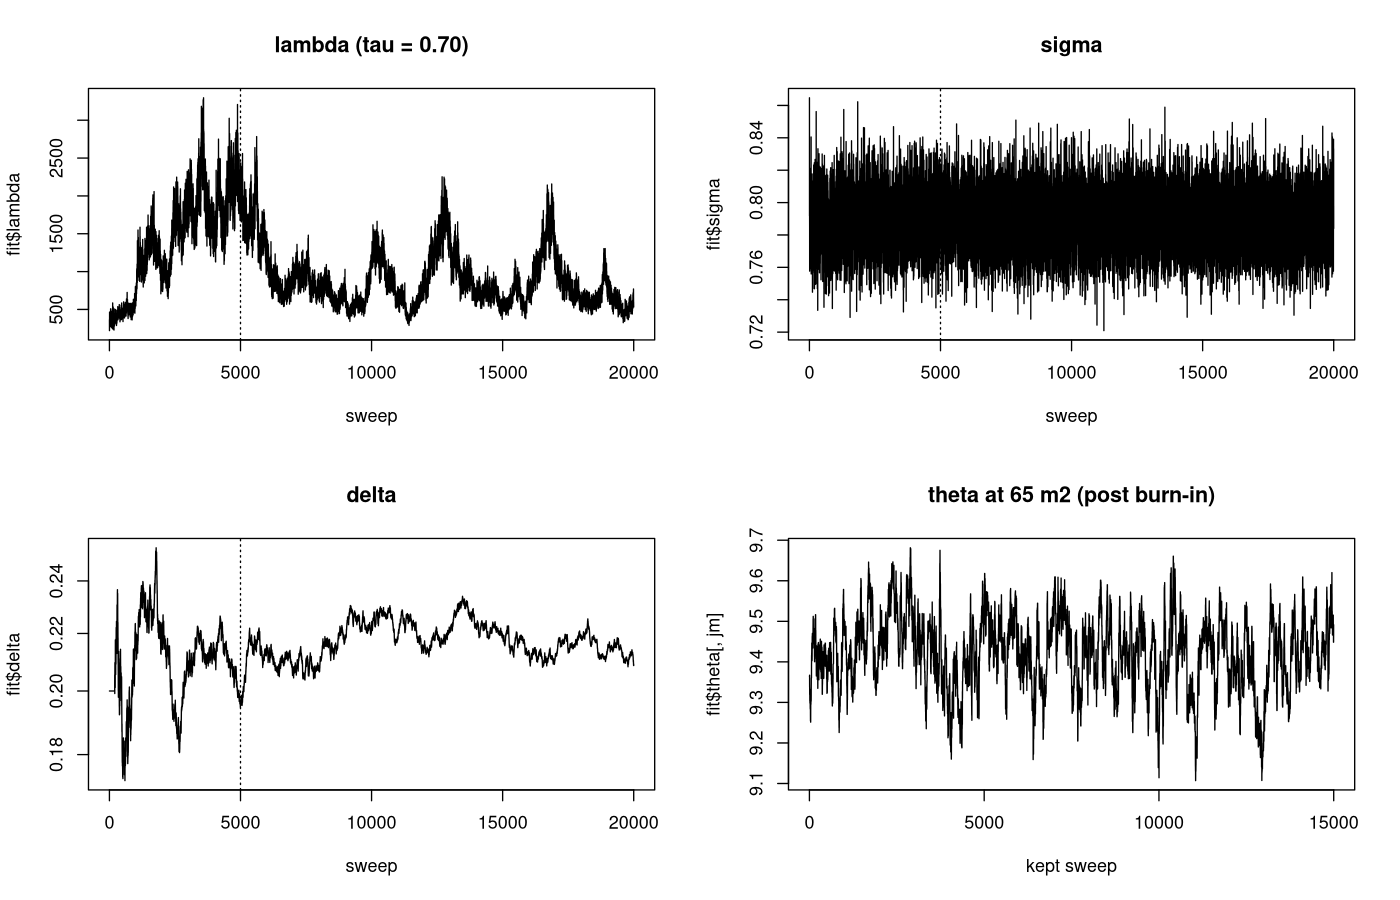 lambda (tau = 0.70)
fit$lambda
2500
1500
500
0 5000 10000 15000 20000
sweep
sigma
fit$sigma
0.84
0.80
0.76
0.72
0 5000 10000 15000 20000
sweep
delta
fit$delta
0.24
0.22
0.20
0.18
0 5000 10000 15000 20000
sweep
theta at 65 m2 (post burn-in)
fit$theta[, jm]
9.7
9.6
9.5
9.4
9.3
9.2
9.1
0 5000 10000 15000
kept sweep